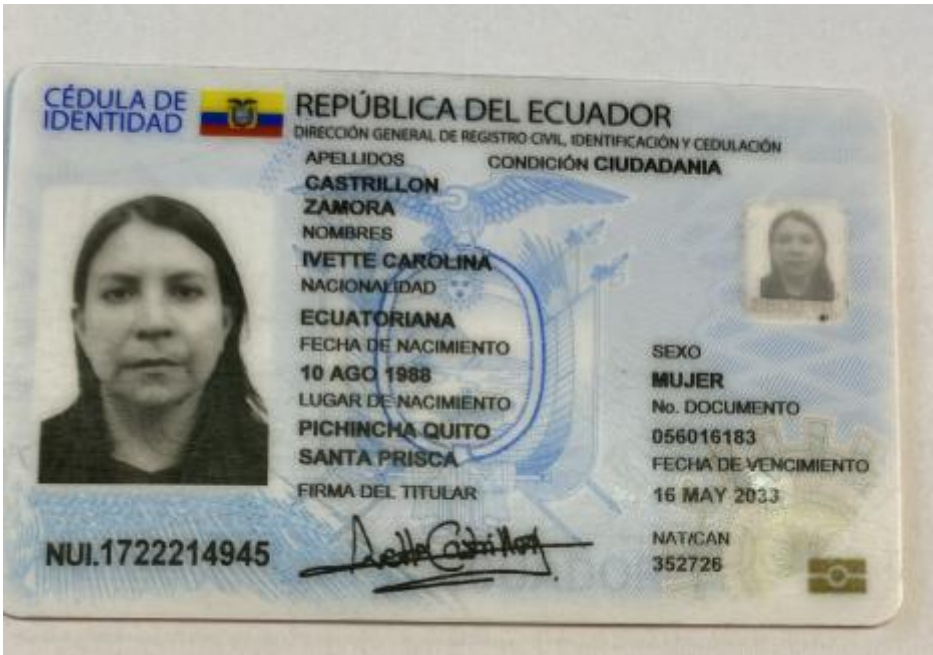 CÉDULA DE
IDENTIDAD
REPÚBLICA DEL ECUADOR
DIRECCIÓN GENERAL DE REGISTRO CIVIL, IDENTIFICACIÓN Y CEDULACIÓN
APELLIDOS
CONDICIÓN CIUDADANIA
CASTRILLON
ZAMORA
NOMBRES
IVETTE CAROLINA
NACIONALIDAD
ECUATORIANA
FECHA DE NACIMIENTO
10 AGO 1988
LUGAR DE NACIMIENTO
PICHINCHA QUITO
SANTA PRISCA
FIRMA DEL TITULAR
SEXO
MUJER
No. DOCUMENTO
056016183
FECHA DE VENCIMIENTO
16 MAY 2033
NAT/CAN
352726
NUI.1722214945